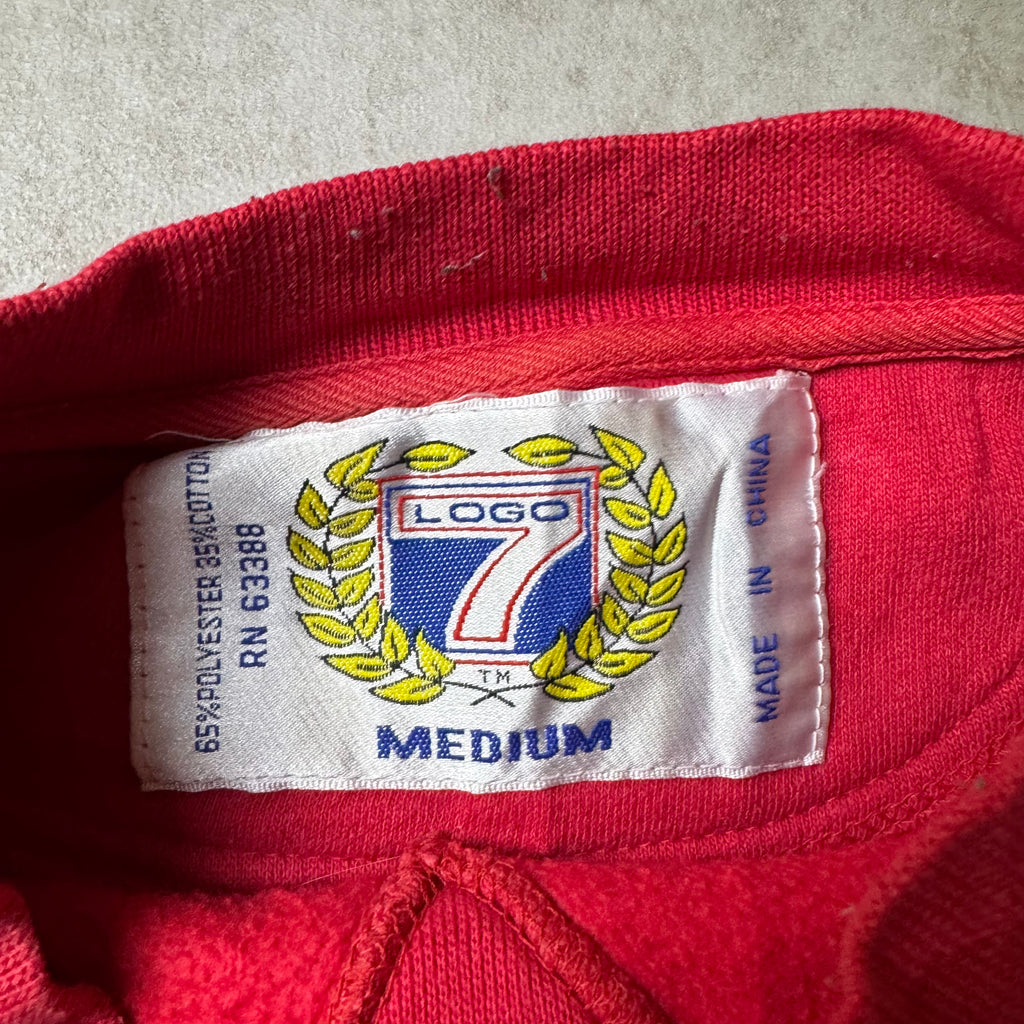 65%POLYESTER 35%COTTON
RN 63388
LOGO
7
TM
MEDIUM
MADE IN CHINA